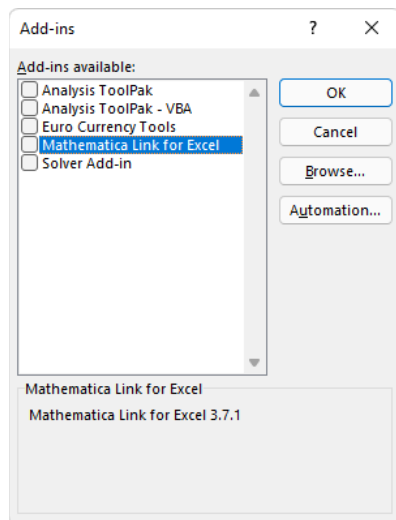 Add-ins
?
Add-ins available:
Analysis ToolPak
Analysis ToolPak - VBA
Euro Currency Tools
Mathematica Link for Excel
Solver Add-in
OK
Cancel
Browse...
Automation...
Mathematica Link for Excel
Mathematica Link for Excel 3.7.1